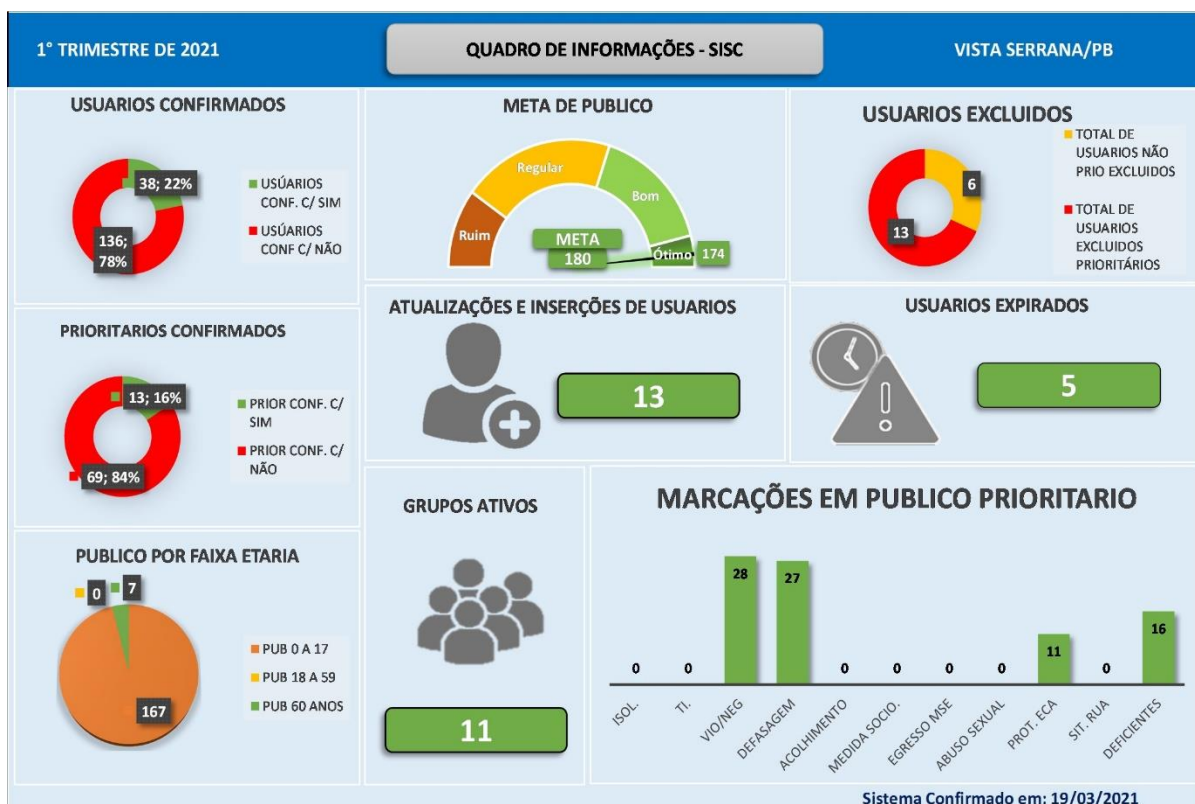 1° TRIMESTRE DE 2021
QUADRO DE INFORMAÇÕES - SISC
VISTA SERRANA/PB
USUARIOS CONFIRMADOS
38; 22%
136;
78%
USÚARIOS
CONF. C/ SIM
USÚARIOS
CONF C/ NÃO
META DE PUBLICO
Ruim
Regular
Bom
Ótimo
META
180
174
USUARIOS EXCLUIDOS
6
13
TOTAL DE
USUARIOS NÃO
PRIO EXCLUIDOS
TOTAL DE
USUARIOS
EXCLUIDOS
PRIORITÁRIOS
PRIORITARIOS CONFIRMADOS
13; 16%
69; 84%
PRIOR CONF. C/
SIM
PRIOR CONF. C/
NÃO
ATUALIZAÇÕES E INSERÇÕES DE USUARIOS
13
USUARIOS EXPIRADOS
5
PUBLICO POR FAIXA ETARIA
0
7
167
PUB 0 A 17
PUB 18 A 59
PUB 60 ANOS
GRUPOS ATIVOS
11
MARCAÇÕES EM PUBLICO PRIORITARIO
0
0
28
27
0
0
0
0
11
0
16
ISOL.
TI.
VIO/NEG
DEFASAGEM
ACOLHIMENTO
MEDIDA SOCIO.
EGRESSO MSE
ABUSO SEXUAL
PROT. ECA
SIT. RUA
DEFICIENTES
Sistema Confirmado em: 19/03/2021